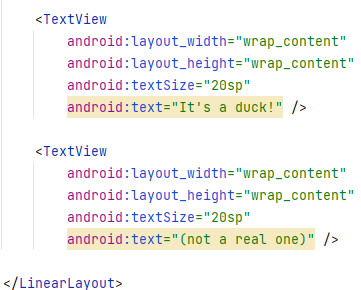 <TextView
android:layout_width="wrap_content"
android:layout_height="wrap_content"
android:textSize="20sp"
android:text="It's a duck!" />
<TextView
android:layout_width="wrap_content"
android:layout_height="wrap_content"
android:textSize="20sp"
android:text="(not a real one)" />
</LinearLayout>